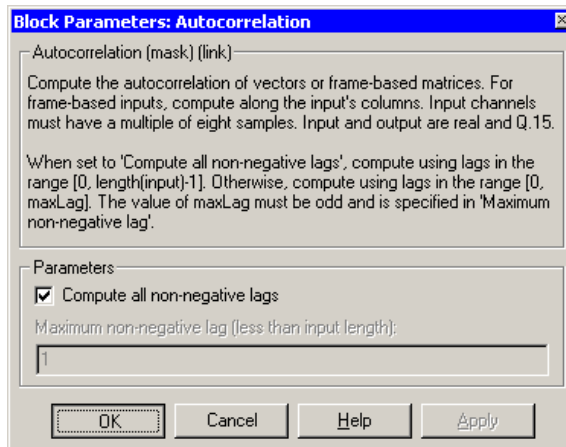 Block Parameters: Autocorrelation
Autocorrelation (mask) (link)
Compute the autocorrelation of vectors or frame-based matrices. For
frame-based inputs, compute along the input's columns. Input channels
must have a multiple of eight samples. Input and output are real and Q.15.
When set to 'Compute all non-negative lags', compute using lags in the
range [0, length(input)-1]. Otherwise, compute using lags in the range [0,
maxLag]. The value of maxLag must be odd and is specified in 'Maximum
non-negative lag'.
Parameters
Compute all non-negative lags
Maximum non-negative lag (less than input length):
1
OK Cancel Help Apply